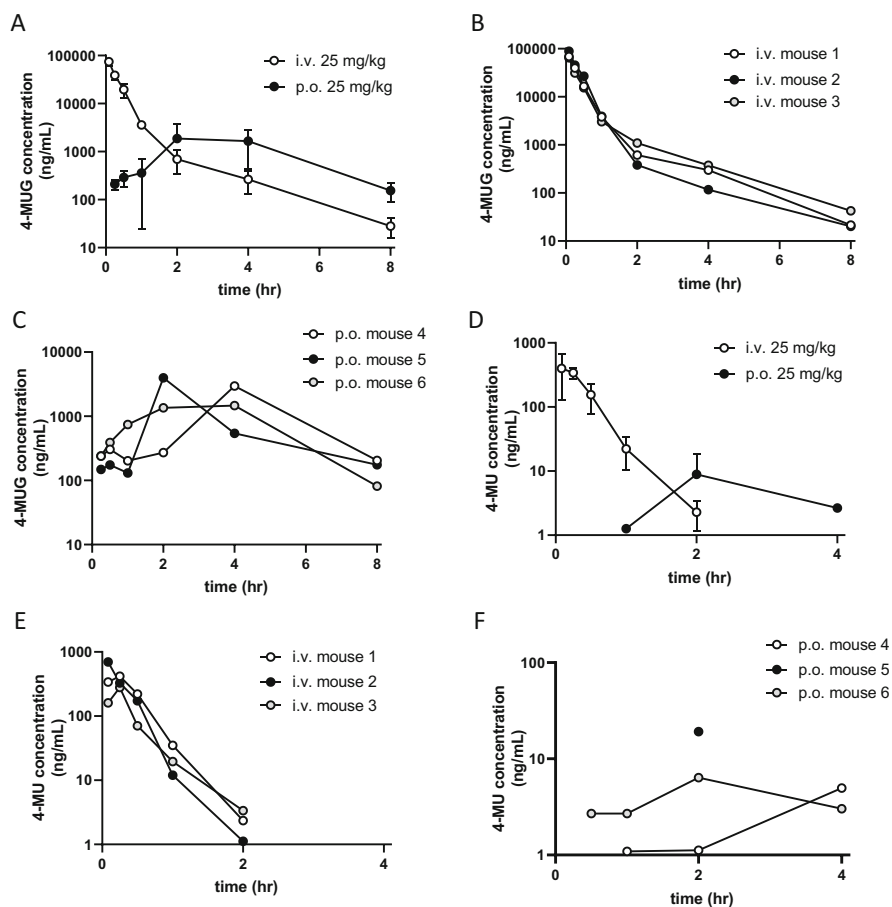 A
4-MUG concentration
(ng/mL)
100000
10000
1000
100
10
i.v. 25 mg/kg
p.o. 25 mg/kg
0 2 4 6 8
time (hr)
B
4-MUG concentration
(ng/mL)
100000
10000
1000
100
10
i.v. mouse 1
i.v. mouse 2
i.v. mouse 3
0 2 4 6 8
time (hr)
C
4-MUG concentration
(ng/mL)
10000
1000
100
10
p.o. mouse 4
p.o. mouse 5
p.o. mouse 6
0 2 4 6 8
time (hr)
D
4-MU concentration
(ng/mL)
1000
100
10
1
i.v. 25 mg/kg
p.o. 25 mg/kg
0 2 4
time (hr)
E
4-MU concentration
(ng/mL)
1000
100
10
1
i.v. mouse 1
i.v. mouse 2
i.v. mouse 3
0 2 4
time (hr)
F
4-MU concentration
(ng/mL)
100
10
1
p.o. mouse 4
p.o. mouse 5
p.o. mouse 6
0 2 4
time (hr)